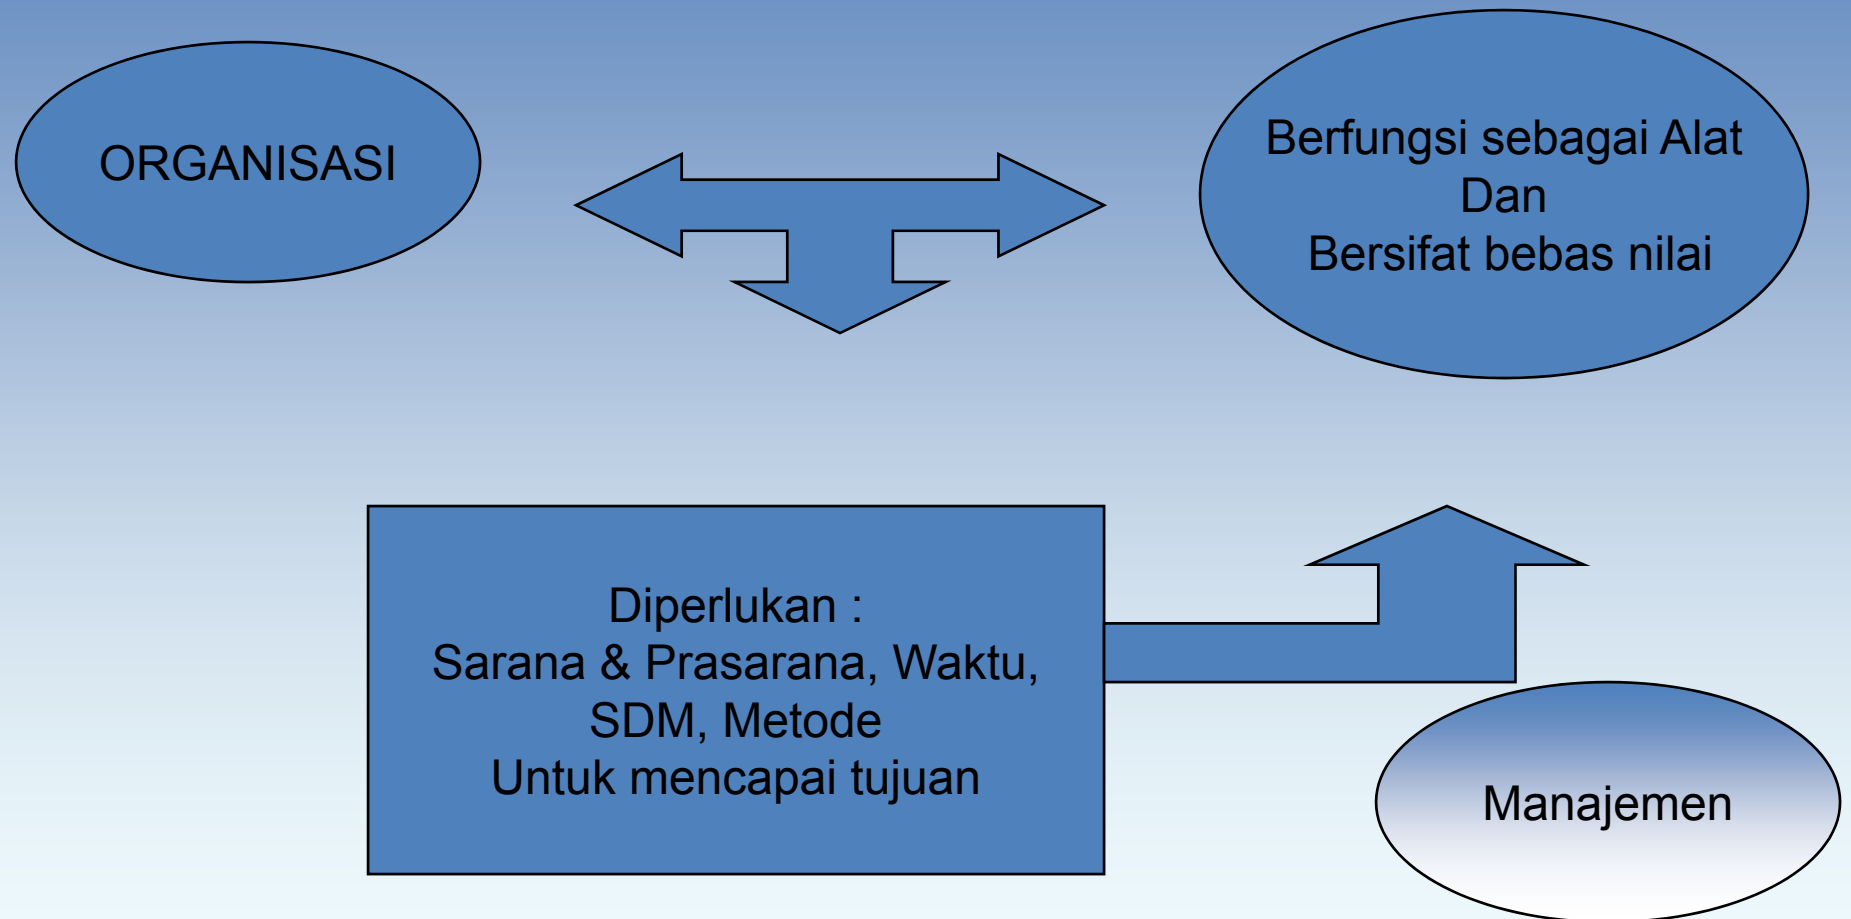 ORGANISASI
Berfungsi sebagai Alat
Dan
Bersifat bebas nilai
Diperlukan :
Sarana & Prasarana, Waktu,
SDM, Metode
Untuk mencapai tujuan
Manajemen